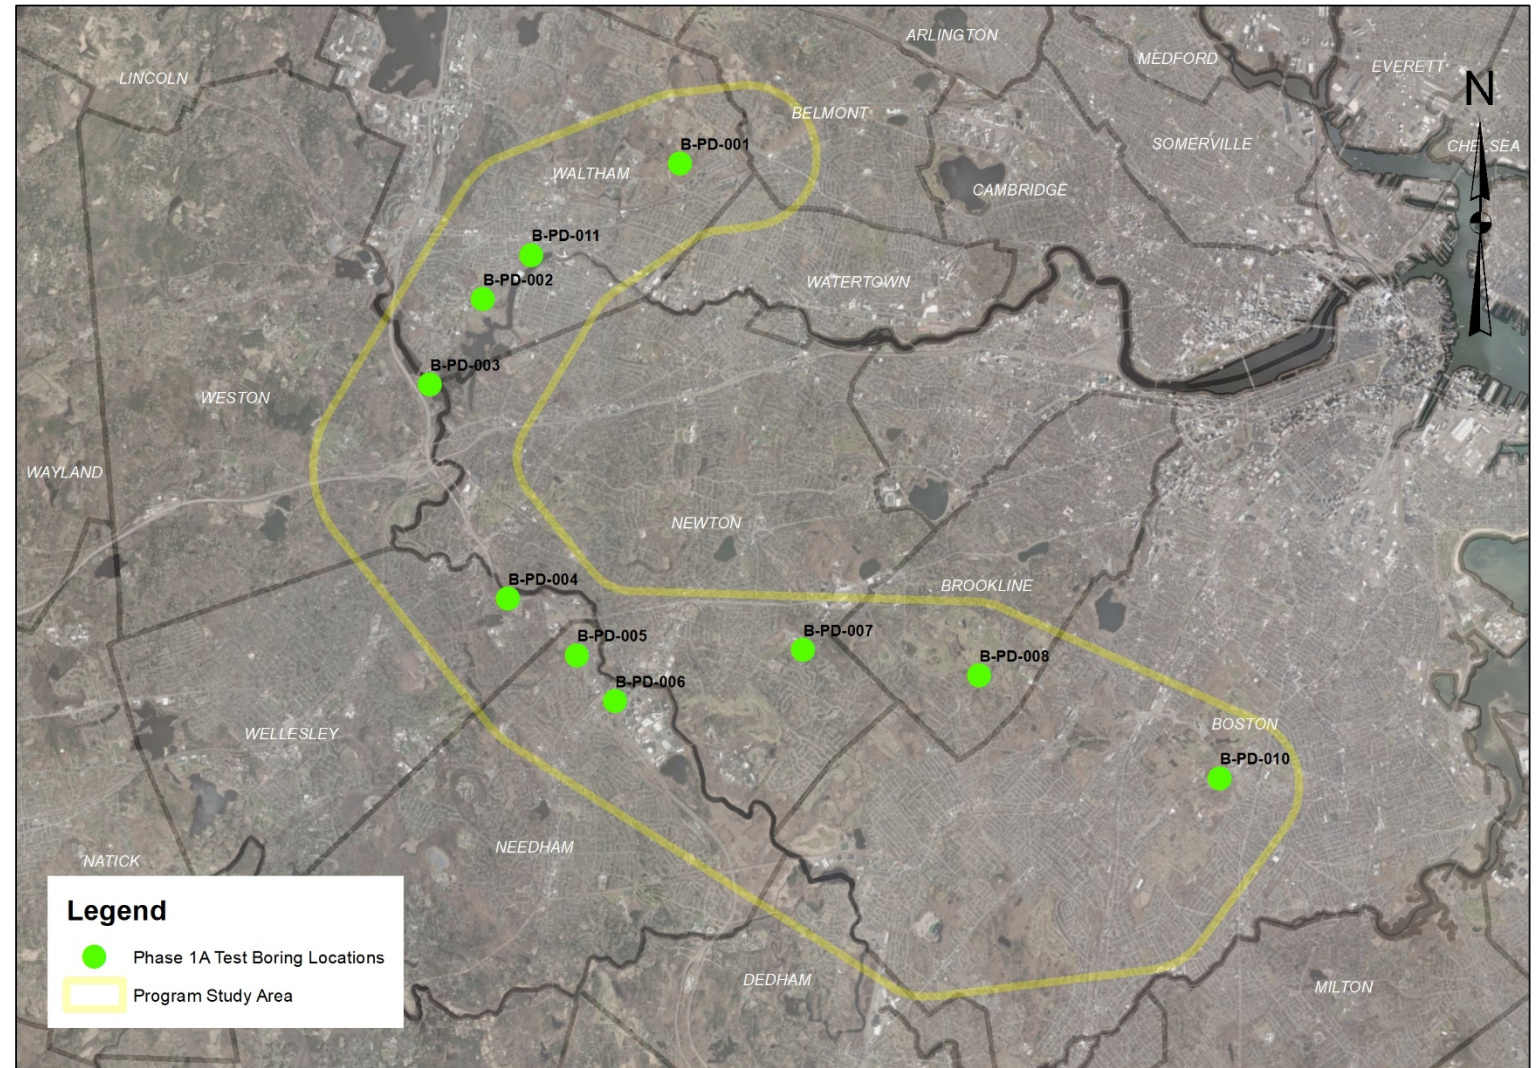 ARLINGTON
MEDFORD
EVERETT
N
LINCOLN
BELMONT
CHELSEA
B-PD-001
SOMERVILLE
WALTHAM
CAMBRIDGE
B-PD-011
B-PD-002
WATERTOWN
B-PD-003
WESTON
WAYLAND
NEWTON
B-PD-004
BROOKLINE
B-PD-005
B-PD-007
B-PD-008
B-PD-006
WELLESLEY
BOSTON
B-PD-010
NEEDHAM
NATICK
DEDHAM
MILTON
Legend
Phase 1A Test Boring Locations
Program Study Area